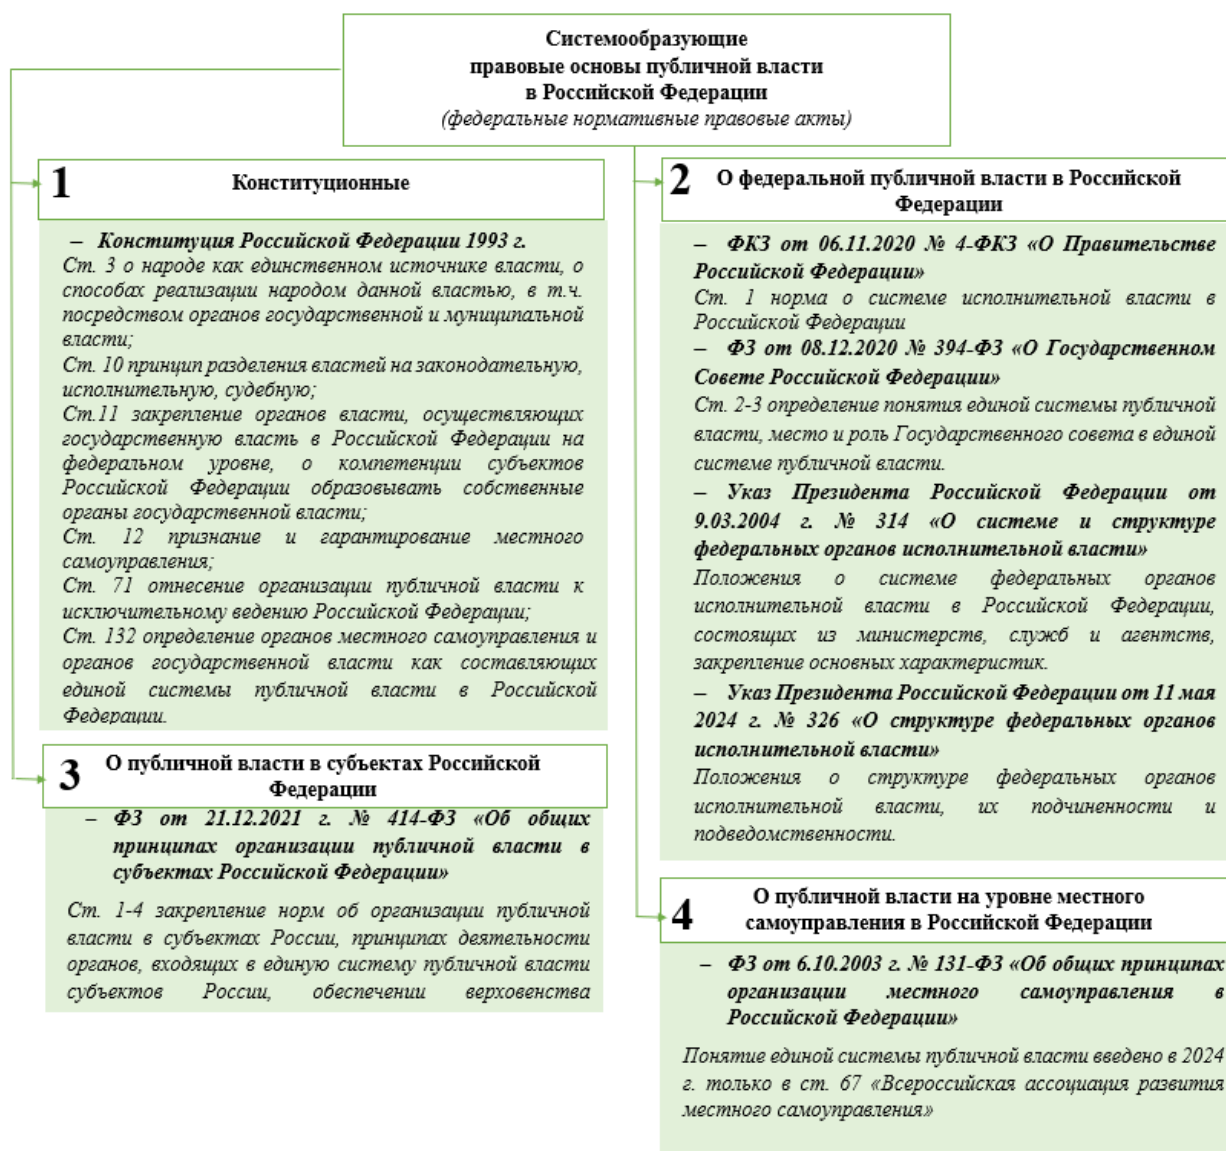 Системообразующие
правовые основы публичной власти
в Российской Федерации
(федеральные нормативные правовые акты)
1
Конституционные
– Конституция Российской Федерации 1993 г.
Ст. 3 о народе как единственном источнике власти, о
способах реализации народом данной властью, в т.ч.
посредством органов государственной и муниципальной
власти;
Ст. 10 принцип разделения властей на законодательную,
исполнительную, судебную;
Ст.11 закрепление органов власти, осуществляющих
государственную власть в Российской Федерации на
федеральном уровне, о компетенции субъектов
Российской Федерации образовывать собственные
органы государственной власти;
Ст. 12 признание и гарантирование местного
самоуправления;
Ст. 71 отнесение организации публичной власти к
исключительному ведению Российской Федерации;
Ст. 132 определение органов местного самоуправления и
органов государственной власти как составляющих
единой системы публичной власти в Российской
Федерации.
2
О федеральной публичной власти в Российской
Федерации
– ФКЗ от 06.11.2020 № 4-ФКЗ «О Правительстве
Российской Федерации»
Ст. 1 норма о системе исполнительной власти в
Российской Федерации
– ФЗ от 08.12.2020 № 394-ФЗ «О Государственном
Совете Российской Федерации»
Ст. 2-3 определение понятия единой системы публичной
власти, место и роль Государственного совета в единой
системе публичной власти.
– Указ Президента Российской Федерации от
9.03.2004 г. № 314 «О системе и структуре
федеральных органов исполнительной власти»
Положения о системе федеральных органов
исполнительной власти в Российской Федерации,
состоящих из министерств, служб и агентств,
закрепление основных характеристик.
– Указ Президента Российской Федерации от 11 мая
2024 г. № 326 «О структуре федеральных органов
исполнительной власти»
Положения о структуре федеральных органов
исполнительной власти, их подчиненности и
подведомственности.
3
О публичной власти в субъектах Российской
Федерации
– ФЗ от 21.12.2021 г. № 414-ФЗ «Об общих
принципах организации публичной власти в
субъектах Российской Федерации»
Ст. 1-4 закрепление норм об организации публичной
власти в субъектах России, принципах деятельности
органов, входящих в единую систему публичной власти
субъектов России, обеспечении верховенства
4
О публичной власти на уровне местного
самоуправления в Российской Федерации
– ФЗ от 6.10.2003 г. № 131-ФЗ «Об общих принципах
организации местного самоуправления в
Российской Федерации»
Понятие единой системы публичной власти введено в 2024
г. только в ст. 67 «Всероссийская ассоциация развития
местного самоуправления»